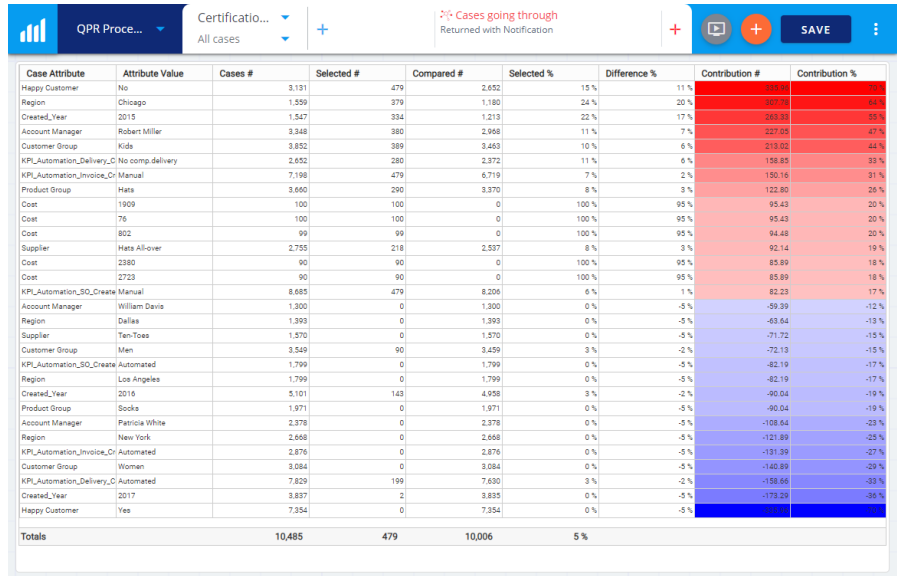 QPR Proce...
Certificatio...
All cases
Cases going through
Returned with Notification
SAVE
Case Attribute Attribute Value Cases # Selected # Compared # Selected % Difference % Contribution # Contribution %
Happy Customer No 3,131 479 2,652 15 % 11 %
Region Chicago 1,559 379 1,180 24 % 20 % 307.78 64 %
Created_Year 2015 1,547 334 1,213 22 % 17 % 263.33 55 %
Account Manager Robert Miller 3,348 380 2,968 11 % 7 % 227.05 47 %
Customer Group Kids 3,852 389 3,463 10 % 6 % 213.02 44 %
KPI_Automation_Delivery_C No comp.delivery 2,652 280 2,372 11 % 6 % 158.85 33 %
KPI_Automation_Invoice_Cr Manual 7,198 479 6,719 7 % 2 % 150.16 31 %
Product Group Hats 3,660 290 3,370 8 % 3 % 122.80 26 %
Cost 1909 100 100 0 100 % 95 % 95.43 20 %
Cost 76 100 100 0 100 % 95 % 95.43 20 %
Cost 802 99 99 0 100 % 95 % 94.48 20 %
Supplier Hats All-over 2,755 218 2,537 8 % 3 % 92.14 19 %
Cost 2380 90 90 0 100 % 95 % 85.89 18 %
Cost 2723 90 90 0 100 % 95 % 85.89 18 %
KPI_Automation_SO_Create Manual 8,685 479 8,206 6 % 1 % 82.23 17 %
Account Manager William Davis 1,300 0 1,300 0 % -5 % -59.39 -12 %
Region Dallas 1,393 0 1,393 0 % -5 % -63.64 -13 %
Supplier Ten-Toes 1,570 0 1,570 0 % -5 % -71.72 -15 %
Customer Group Men 3,549 90 3,459 3 % -2 % -72.13 -15 %
KPI_Automation_SO_Create Automated 1,799 0 1,799 0 % -5 % -82.19 -17 %
Region Los Angeles 1,799 0 1,799 0 % -5 % -82.19 -17 %
Created_Year 2016 5,101 143 4,958 3 % -2 % -90.04 -19 %
Product Group Socks 1,971 0 1,971 0 % -5 % -90.04 -19 %
Account Manager Patricia White 2,378 0 2,378 0 % -5 % -108.64 -23 %
Region New York 2,668 0 2,668 0 % -5 % -121.89 -25 %
KPI_Automation_Invoice_Cr Automated 2,876 0 2,876 0 % -5 % -131.39 -27 %
Customer Group Women 3,084 0 3,084 0 % -5 % -140.89 -29 %
KPI_Automation_Delivery_C Automated 7,829 199 7,630 3 % -2 % -158.66 -33 %
Created_Year 2017 3,837 2 3,835 0 % -5 % -173.29 -36 %
Happy Customer Yes 7,354 0 7,354 0 % -5 %
Totals 10,485 479 10,006 5 %